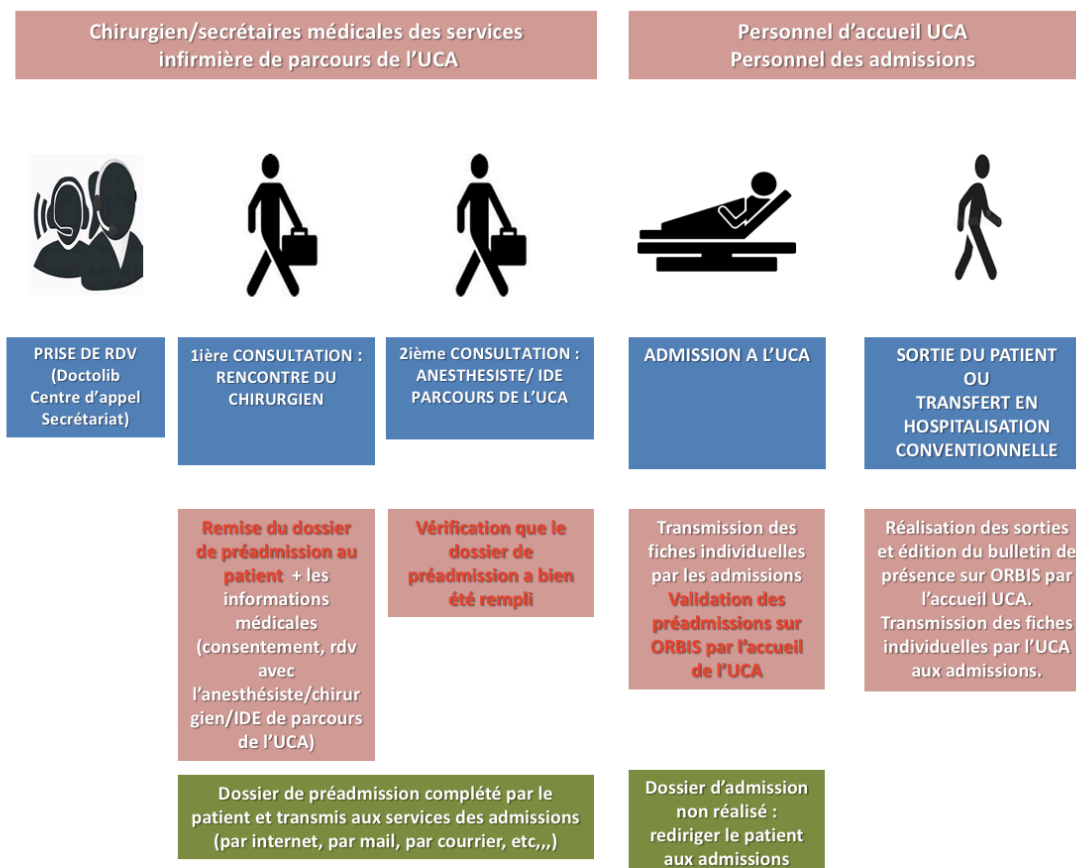 Chirurgien/secrétaires médicales des services
infirmière de parcours de l'UCA
Personnel d'accueil UCA
Personnel des admissions
PRISE DE RDV
(Doctolib
Centre d'appel
Secrétariat)
1ière CONSULTATION :
RENCONTRE DU
CHIRURGIEN
2ième CONSULTATION :
ANESTHESISTE/ IDE
PARCOURS DE L'UCA
ADMISSION A L'UCA
SORTIE DU PATIENT
OU
TRANSFERT EN
HOSPITALISATION
CONVENTIONNELLE
Remise du dossier
de préadmission au
patient + les
informations
médicales
(consentement, rdv
avec
l'anesthésiste/chirur
gien/IDE de parcours
de l'UCA)
Vérification que le
dossier de
préadmission a bien
été rempli
Transmission des
fiches individuelles
par les admissions
Validation des
préadmissions sur
ORBIS par l'accueil
de l'UCA
Réalisation des sorties
et édition du bulletin de
présence sur ORBIS par
l'accueil UCA.
Transmission des fiches
individuelles par l'UCA
aux admissions.
Dossier de préadmission complété par le
patient et transmis aux services des admissions
(par internet, par mail, par courrier, etc,,,)
Dossier d'admission
non réalisé :
rediriger le patient
aux admissions